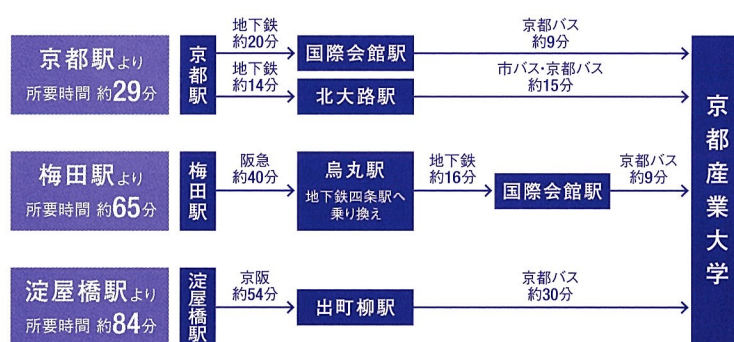 京都駅より
所要時間 約29分
京都駅
地下鉄
約20分
国際会館駅
京都バス
約9分
地下鉄
約14分
北大路駅
市バス・京都バス
約15分
梅田駅より
所要時間 約65分
梅田駅
阪急
約40分
烏丸駅
地下鉄四条駅へ
乗り換え
地下鉄
約16分
国際会館駅
京都バス
約9分
淀屋橋駅より
所要時間 約84分
淀屋橋駅
京阪
約54分
出町柳駅
京都バス
約30分
京都産業大学